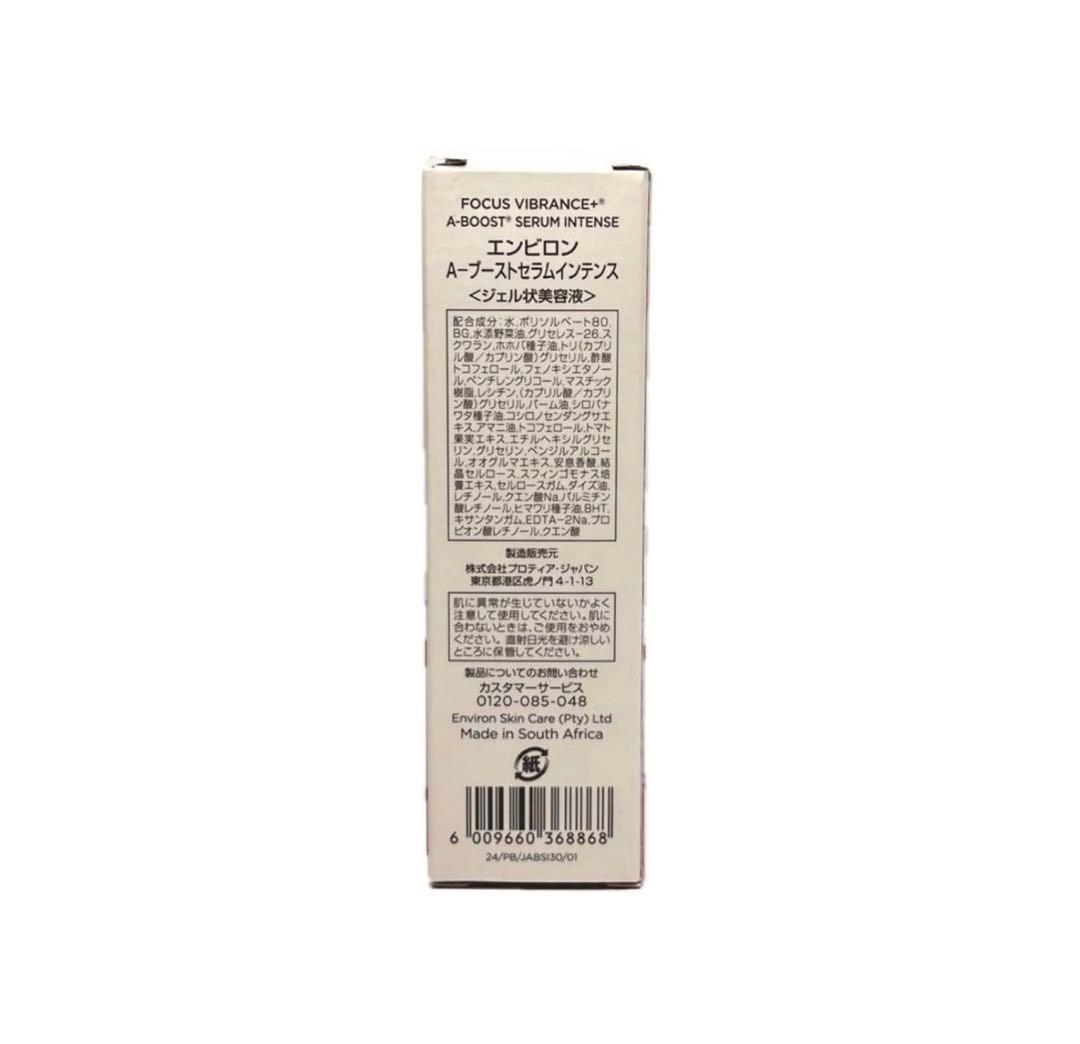 FOCUS VIBRANCE+®
A-BOOST® SERUM INTENSE
エンビロン
A-ブーストセラムインテンス
<ジェル状美容液>
配合成分:水,ポリソルベート80,
BG,水添野菜油,グリセレス-26,ス
クワラン,ホホバ種子油,トリ(カプリ
ル酸/カプリン酸)グリセリル,酢酸
トコフェロール,フェノキシエタノー
ル,ペンチレングリコール,マスチック
樹脂,レシチン,(カプリル酸/カプリ
ン酸)グリセリル,パーム油,シロバナ
ワタ種子油,コシロノセンダングサエ
キス,アマニ油,トコフェロール,トマト
果実エキス,エチルヘキシルグリセ
リン,グリセリン,ベンジルアルコー
ル,オオグルマエキス,安息香酸,結
晶セルロース,スフィンゴモナス培
養エキス,セルロースガム,ダイズ油,
レチノール,クエン酸Na,パルミチン
酸レチノール,ヒマワリ種子油,BHT,
キサンタンガム,EDTA-2Na,プロ
ピオン酸レチノール,クエン酸
製造販売元
株式会社プロティア・ジャパン
東京都港区虎ノ門4-1-13
肌に異常が生じていないかよく
注意して使用してください。肌に
合わないときは、ご使用をおやめ
ください。直射日光を避け涼しい
ところに保管してください。
製品についてのお問い合わせ
カスタマーサービス
0120-085-048
Environ Skin Care (Pty) Ltd
Made in South Africa
紙
6 009660 368868
24/PB/JABSI30/01